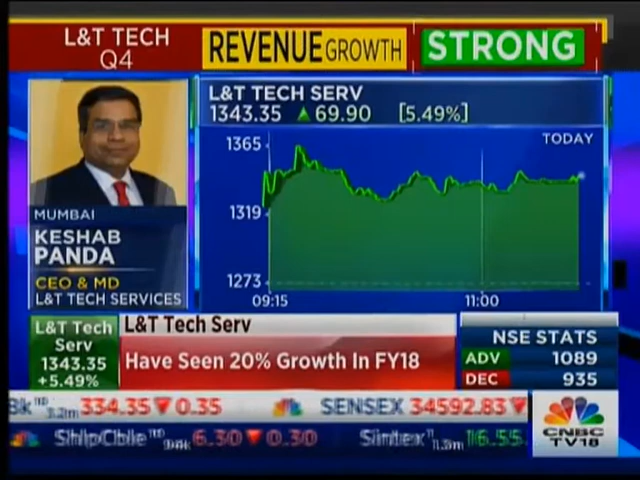 L&T TECH
Q4
REVENUE GROWTH
STRONG
L&T TECH SERV
1343.35 ▲ 69.90 [5.49%]
TODAY
1365
1319
1273
09:15
11:00
MUMBAI
KESHAB
PANDA
CEO & MD
L&T TECH SERVICES
L&T Tech
Serv
1343.35
+5.49%
L&T Tech Serv
Have Seen 20% Growth In FY18
NSE STATS
ADV 1089
DEC 935
334.35 ▼ 0.35 SENSEX 34592.83 ▼
6.30 ▼ 0.30 Sintex 16.55
CNBC
TV18